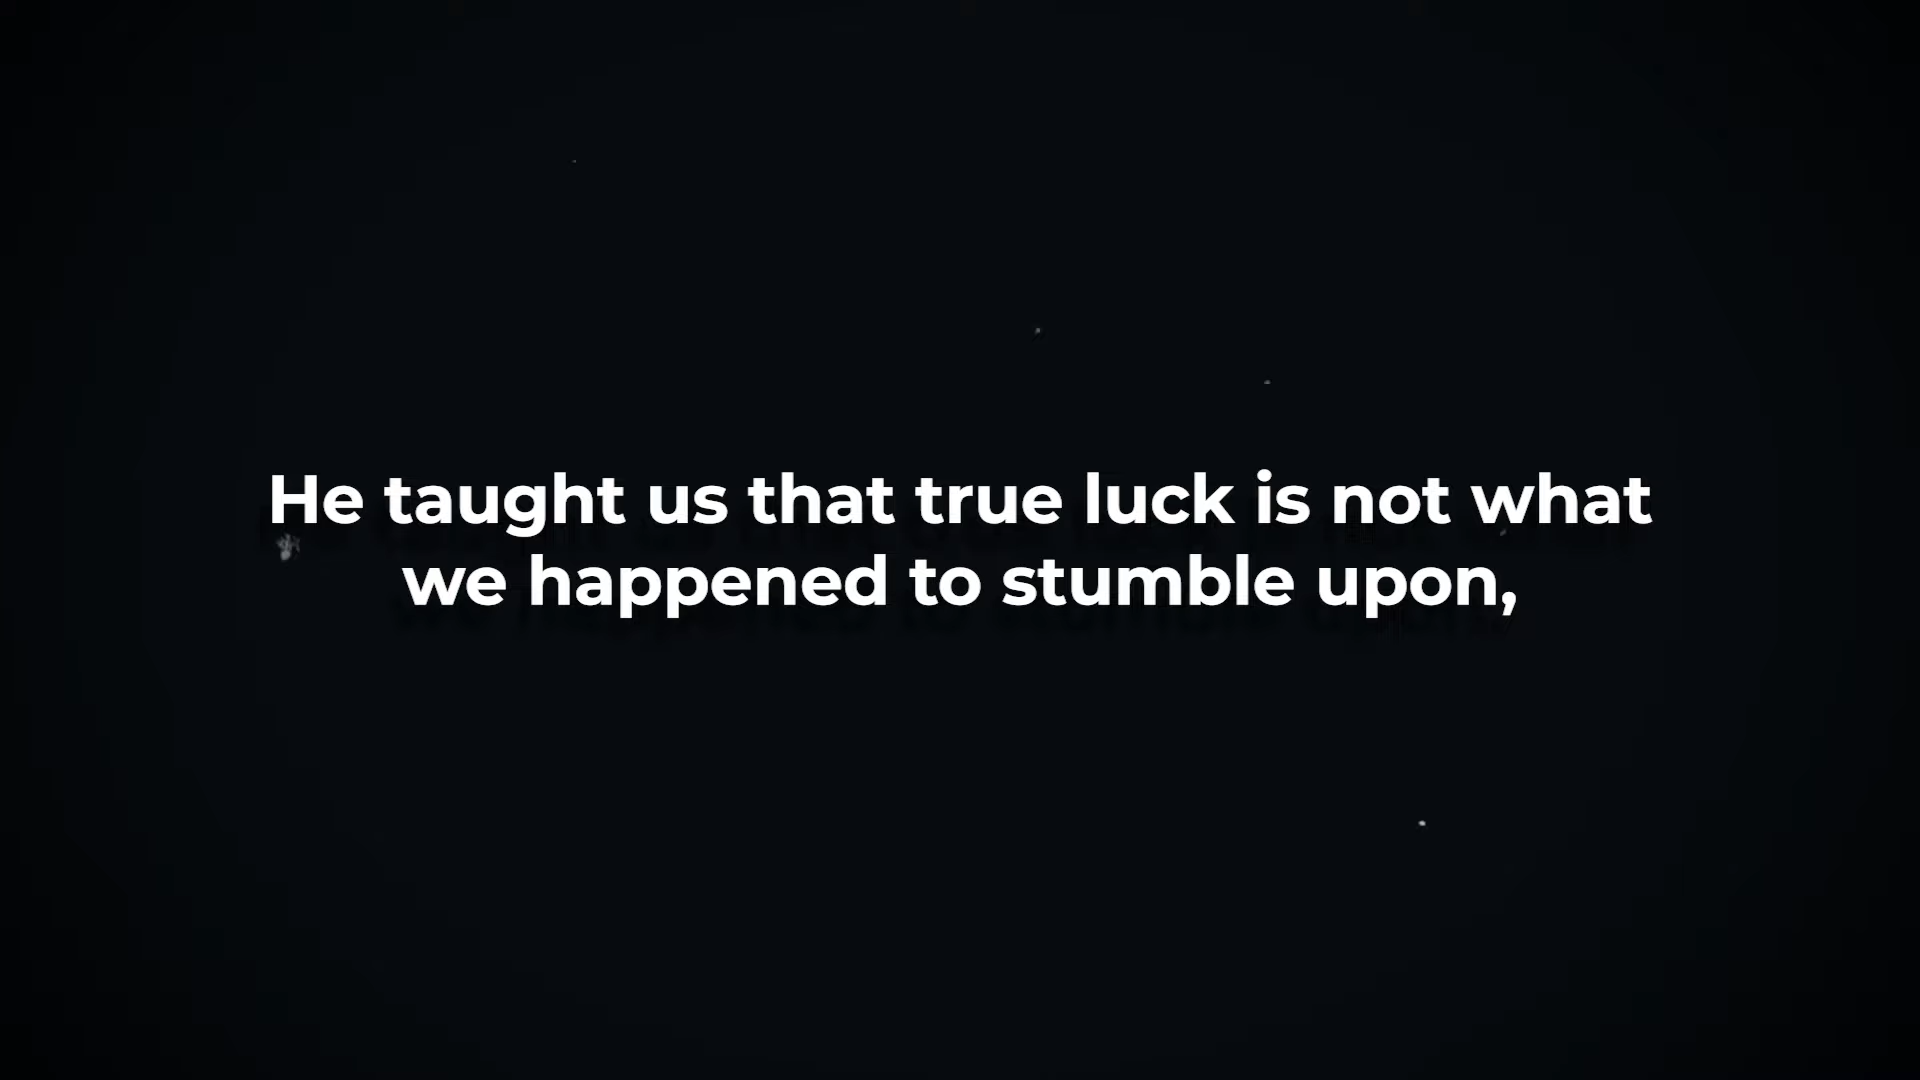 He taught us that true luck is not what
we happened to stumble upon,